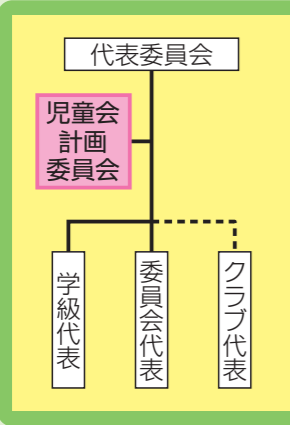 代表委員会
児童会
計画
委員会
学級代表
委員会代表
クラブ代表